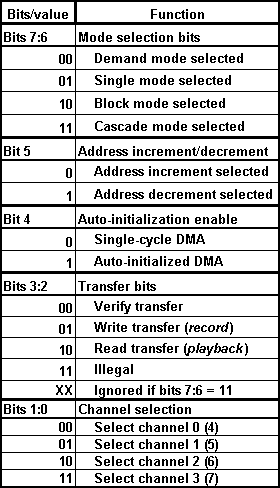 Bits/value Function
Bits 7:6 Mode selection bits
00 Demand mode selected
01 Single mode selected
10 Block mode selected
11 Cascade mode selected
Bit 5 Address increment/decrement
0 Address increment selected
1 Address decrement selected
Bit 4 Auto-initialization enable
0 Single-cycle DMA
1 Auto-initialized DMA
Bits 3:2 Transfer bits
00 Verify transfer
01 Write transfer (record)
10 Read transfer (playback)
11 Illegal
XX Ignored if bits 7:6 = 11
Bits 1:0 Channel selection
00 Select channel 0 (4)
01 Select channel 1 (5)
10 Select channel 2 (6)
11 Select channel 3 (7)